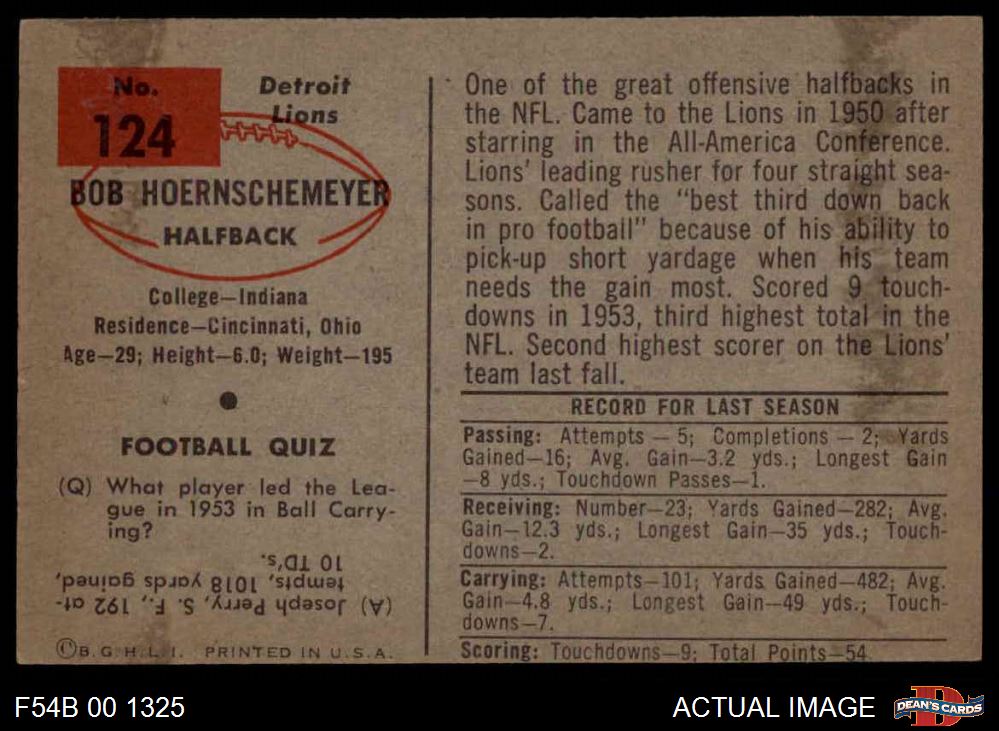 No.
124
Detroit
Lions
BOB HOERNSCHEMEYER
HALFBACK
College—Indiana
Residence—Cincinnati, Ohio
Age—29; Height—6.0; Weight—195
FOOTBALL QUIZ
(Q) What player led the Lea-
gue in 1953 in Ball Carry-
ing?
(A) Joseph Perry, S. F., 192 at-
tempts, 1018 yards gained,
10 TD's.
©B.G.H.L.I. PRINTED IN U.S.A.
One of the great offensive halfbacks in
the NFL. Came to the Lions in 1950 after
starring in the All-America Conference.
Lions' leading rusher for four straight sea-
sons. Called the "best third down back
in pro football" because of his ability to
pick-up short yardage when his team
needs the gain most. Scored 9 touch-
downs in 1953, third highest total in the
NFL. Second highest scorer on the Lions'
team last fall.
RECORD FOR LAST SEASON
Passing: Attempts — 5; Completions — 2; Yards
Gained—16; Avg. Gain—3.2 yds.; Longest Gain
—8 yds.; Touchdown Passes—1.
Receiving: Number—23; Yards Gained—282; Avg.
Gain—12.3 yds.; Longest Gain—35 yds.; Touch-
downs—2.
Carrying: Attempts—101; Yards Gained—482; Avg.
Gain—4.8 yds.; Longest Gain—49 yds.; Touch-
downs—7.
Scoring: Touchdowns—9; Total Points—54.
F54B 00 1325
ACTUAL IMAGE
D
DEAN'S CARDS